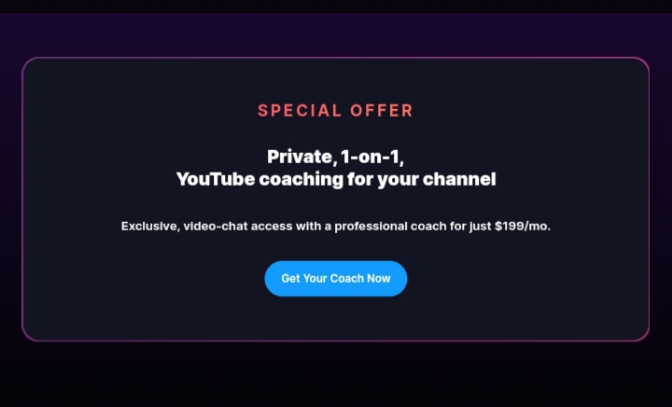 SPECIAL OFFER
Private, 1-on-1,
YouTube coaching for your channel
Exclusive, video-chat access with a professional coach for just $199/mo.
Get Your Coach Now